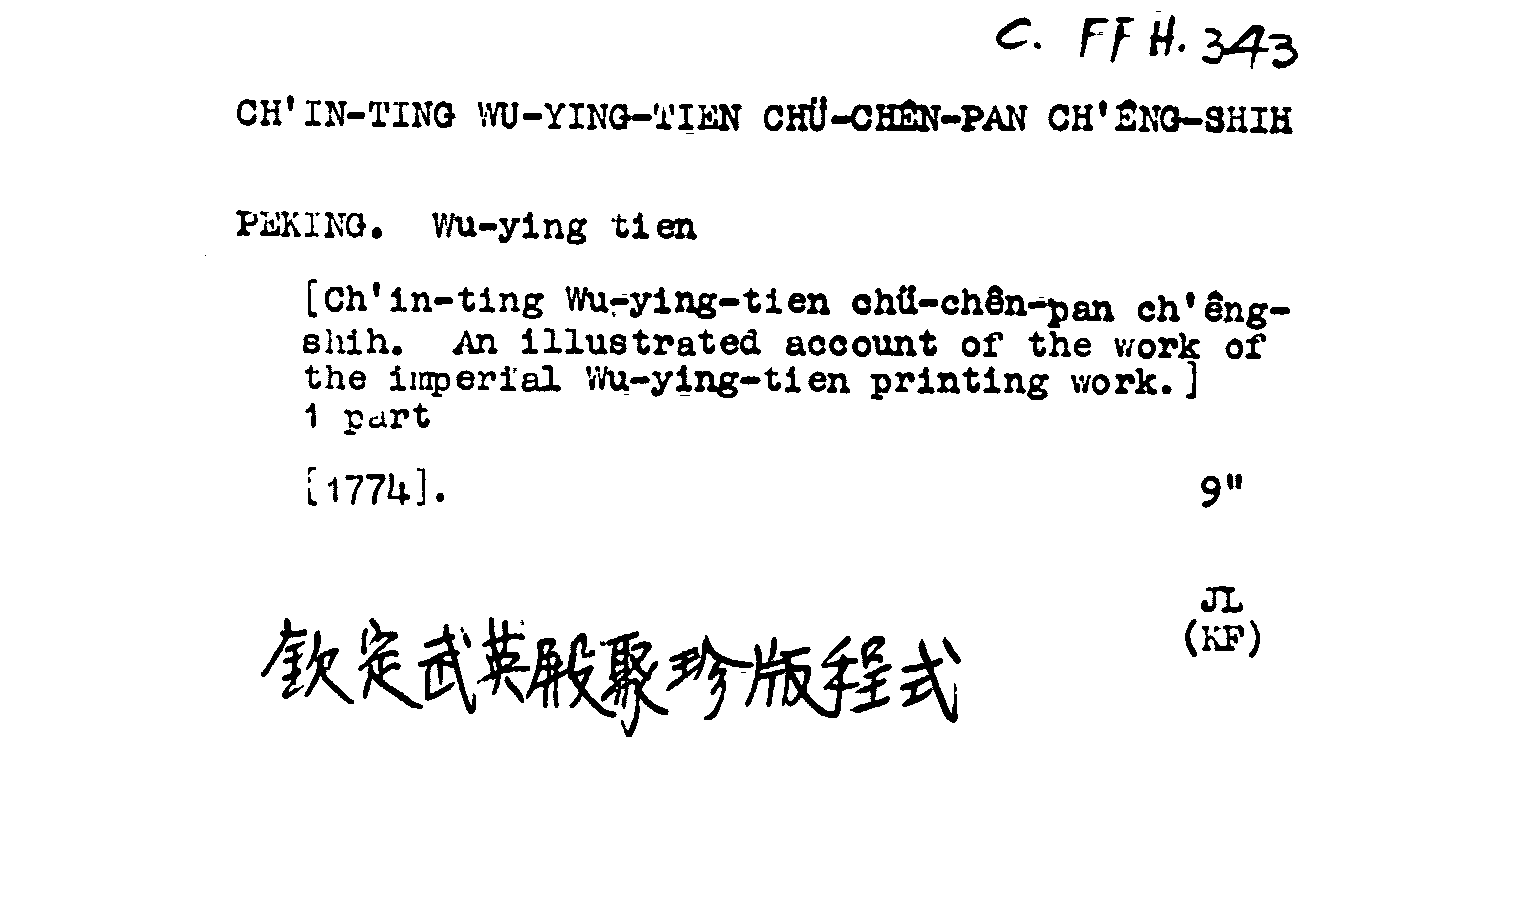 C. FFH. 343
CH'IN-TING WU-YING-TIEN CHÜ-CHÊN-PAN CH'ÊNG-SHIH
PEKING. Wu-ying tien
[Ch'in-ting Wu-ying-tien chü-chên-pan ch'êng-
shih. An illustrated account of the work of
the imperial Wu-ying-tien printing work.]
1 part
[1774]. 9"
JL
(KF)
欽定武英殿聚珍版程式